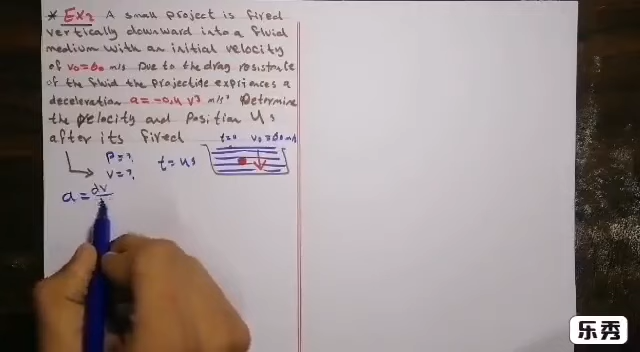 * Ex2 A small project is fired
vertically downward into a fluid
medium with an initial velocity
of v0=60 m/s Due to the drag resistance
of the fluid the projectile expriences a
deceleration a=-0,4 v3 m/s² Determine
the velocity and Position 4s
after its fired
t=0 v0=60 m/s
P=?
t=4s
V=?
a=dv
乐秀